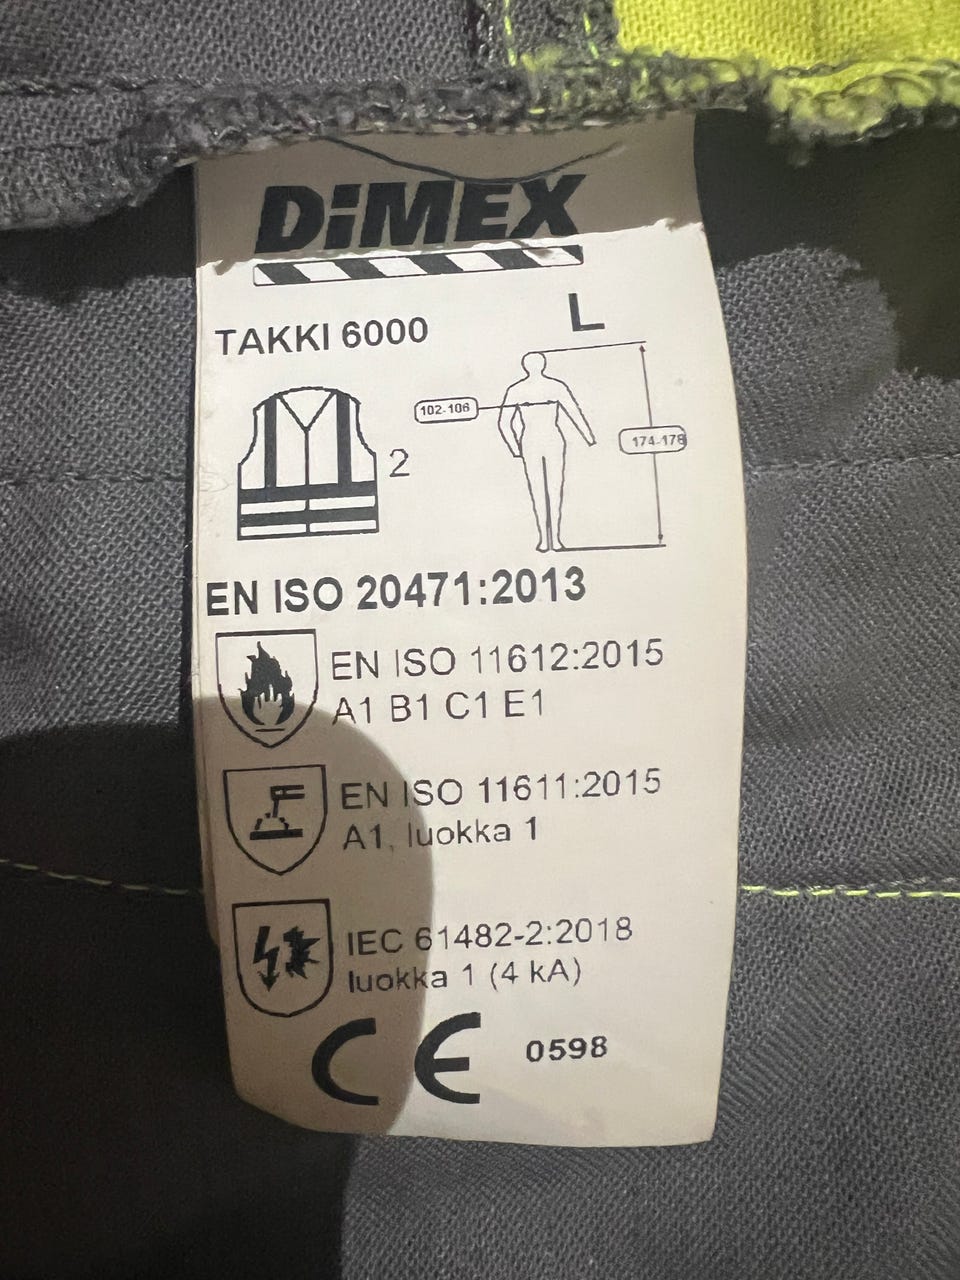 DiMEX
TAKKI 6000
L
102-106
174-178
2
EN ISO 20471:2013
EN ISO 11612:2015
A1 B1 C1 E1
EN ISO 11611:2015
A1, luokka 1
IEC 61482-2:2018
luokka 1 (4 kA)
CE 0598